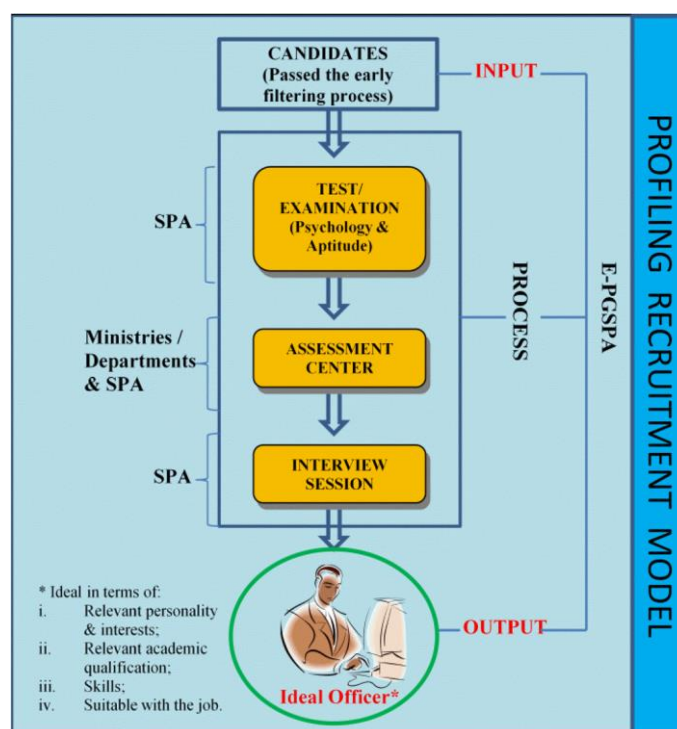 CANDIDATES
(Passed the early
filtering process)
INPUT
SPA
TEST/
EXAMINATION
(Psychology &
Aptitude)
Ministries /
Departments
& SPA
ASSESSMENT
CENTER
SPA
INTERVIEW
SESSION
PROCESS
E-PGSPA
PROFILING RECRUITMENT MODEL
* Ideal in terms of:
i. Relevant personality
& interests;
ii. Relevant academic
qualification;
iii. Skills;
iv. Suitable with the job.
Ideal Officer*
OUTPUT